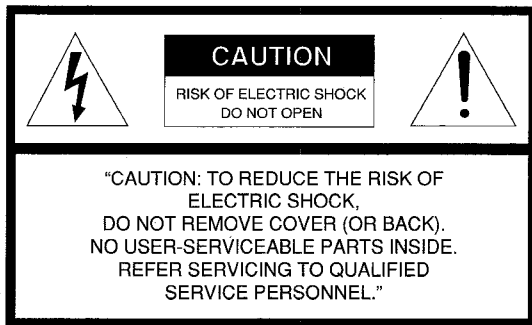 CAUTION
RISK OF ELECTRIC SHOCK
DO NOT OPEN
"CAUTION: TO REDUCE THE RISK OF
ELECTRIC SHOCK,
DO NOT REMOVE COVER (OR BACK).
NO USER-SERVICEABLE PARTS INSIDE.
REFER SERVICING TO QUALIFIED
SERVICE PERSONNEL."